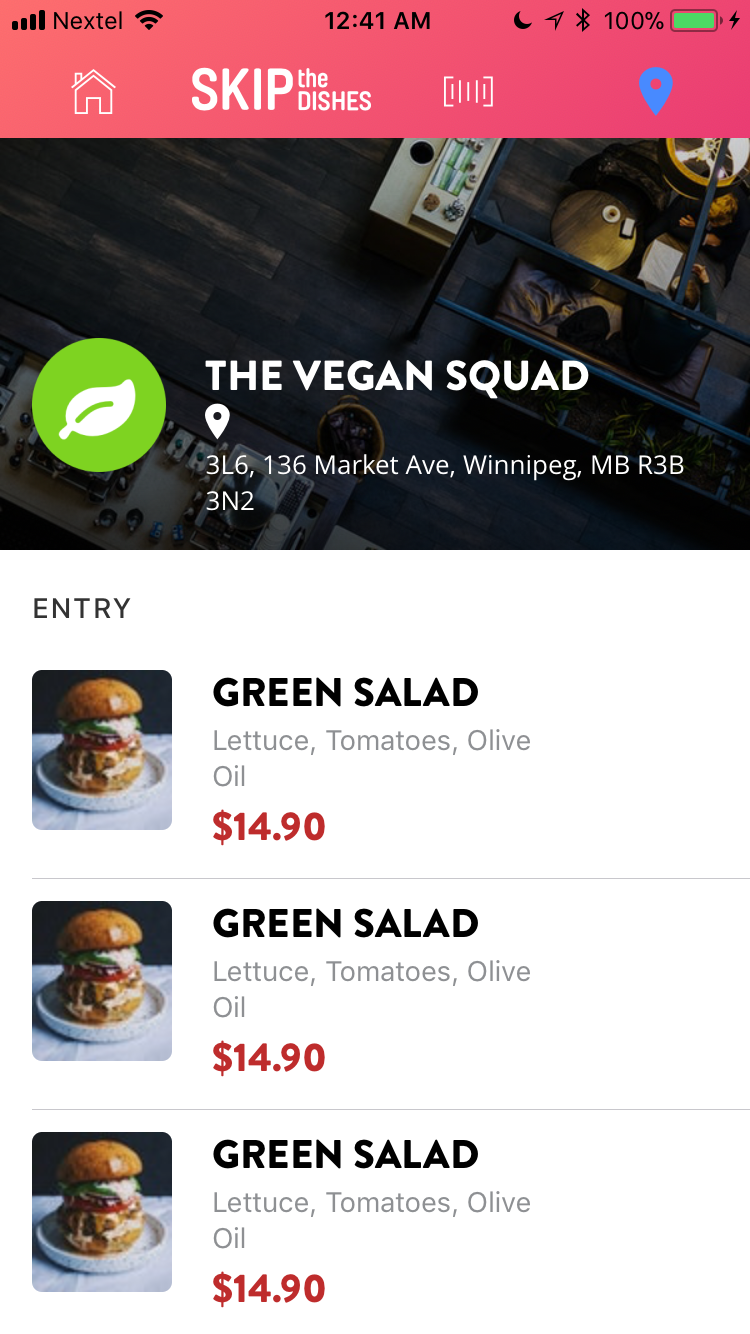 Nextel 12:41 AM 100%
SKIP the DISHES
THE VEGAN SQUAD
3L6, 136 Market Ave, Winnipeg, MB R3B
3N2
ENTRY
GREEN SALAD
Lettuce, Tomatoes, Olive
Oil
$14.90
GREEN SALAD
Lettuce, Tomatoes, Olive
Oil
$14.90
GREEN SALAD
Lettuce, Tomatoes, Olive
Oil
$14.90